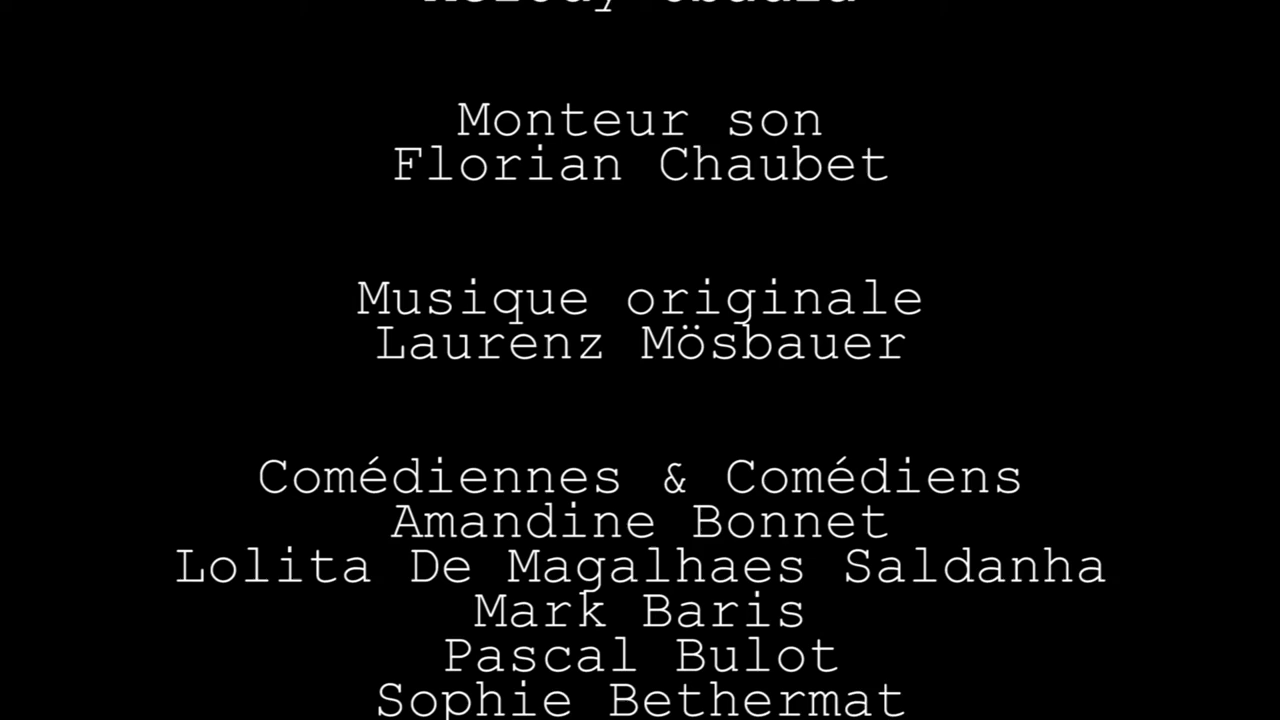 Monteur son
Florian Chaubet
Musique originale
Laurenz Mösbauer
Comédiennes & Comédiens
Amandine Bonnet
Lolita De Magalhaes Saldanha
Mark Baris
Pascal Bulot
Sophie Bethermat